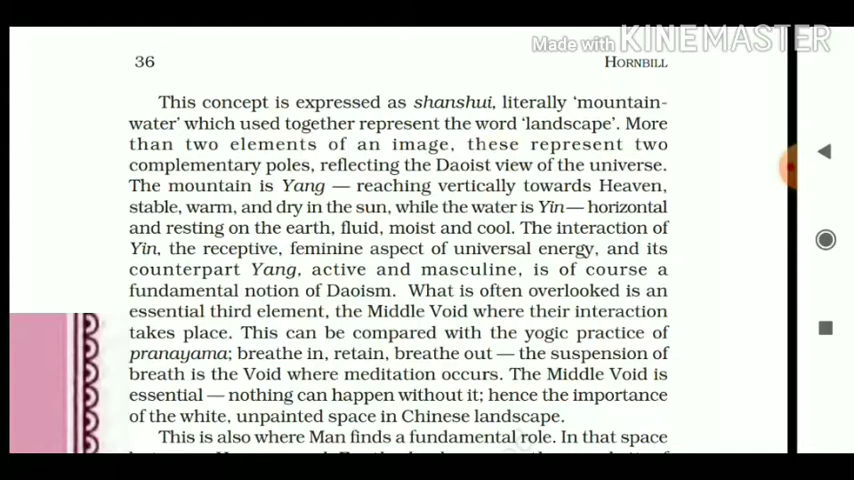 Made with KINEMASTER
36 HORNBILL
This concept is expressed as shanshui, literally ‘mountain-
water’ which used together represent the word ‘landscape’. More
than two elements of an image, these represent two
complementary poles, reflecting the Daoist view of the universe.
The mountain is Yang — reaching vertically towards Heaven,
stable, warm, and dry in the sun, while the water is Yin — horizontal
and resting on the earth, fluid, moist and cool. The interaction of
Yin, the receptive, feminine aspect of universal energy, and its
counterpart Yang, active and masculine, is of course a
fundamental notion of Daoism. What is often overlooked is an
essential third element, the Middle Void where their interaction
takes place. This can be compared with the yogic practice of
pranayama; breathe in, retain, breathe out — the suspension of
breath is the Void where meditation occurs. The Middle Void is
essential — nothing can happen without it; hence the importance
of the white, unpainted space in Chinese landscape.
This is also where Man finds a fundamental role. In that space